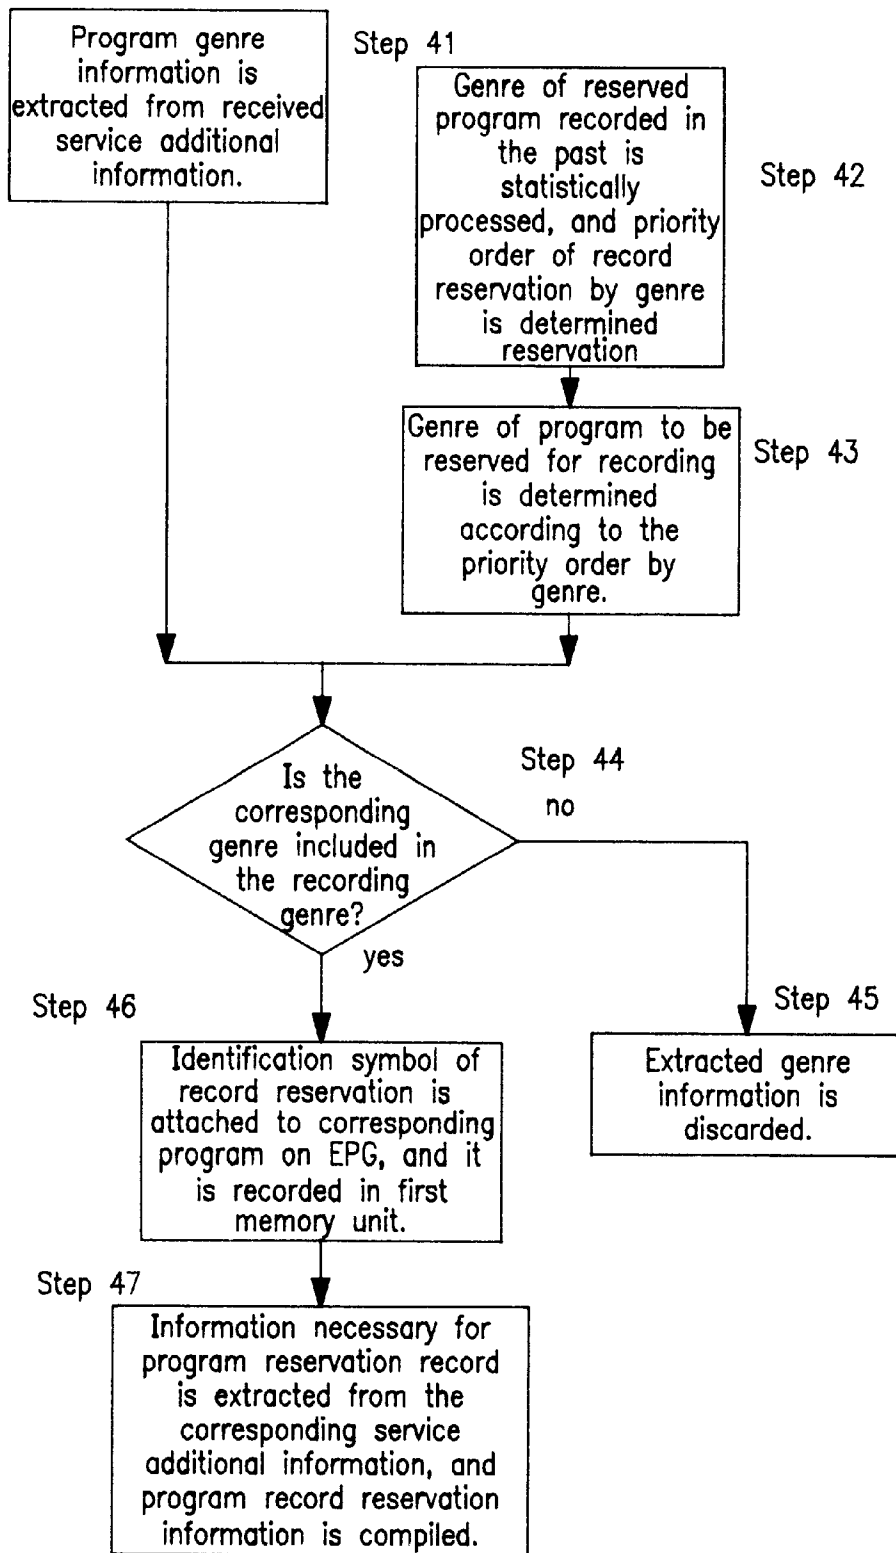 Program genre
information is
extracted from received
service additional
information.
Step 41
Genre of reserved
program recorded in
the past is
statistically
processed, and priority
order of record
reservation by genre
is determined
reservation
Step 42
Genre of program to be
reserved for recording
is determined
according to the
priority order by
genre.
Step 43
Is the
corresponding
genre included in
the recording
genre?
Step 44
no
yes
Step 45
Extracted genre
information is
discarded.
Step 46
Identification symbol of
record reservation is
attached to corresponding
program on EPG, and it
is recorded in first
memory unit.
Step 47
Information necessary for
program reservation record
is extracted from the
corresponding service
additional information, and
program record reservation
information is compiled.